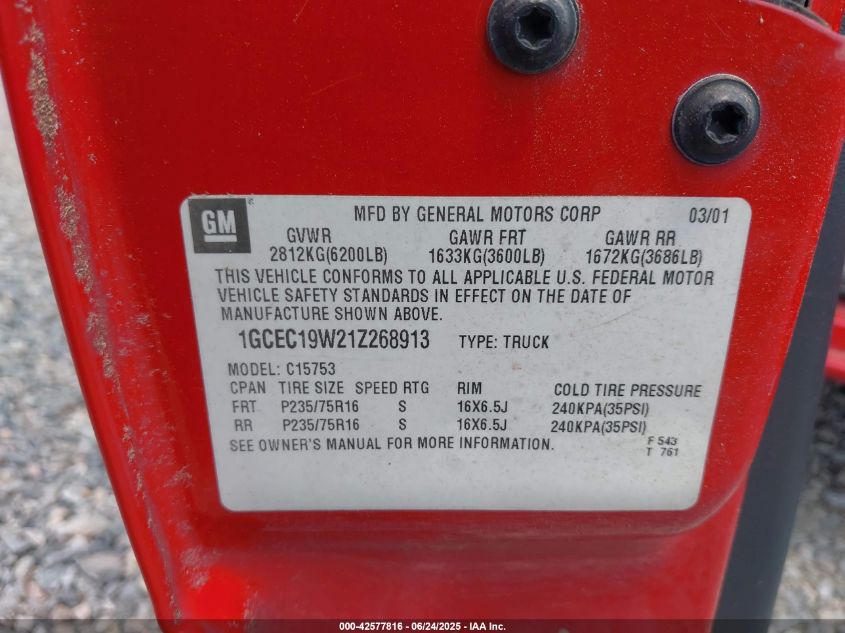 GM ® MFD BY GENERAL MOTORS CORP 03/01
GVWR GAWR FRT GAWR RR
2812KG(6200LB) 1633KG(3600LB) 1672KG(3686LB)
THIS VEHICLE CONFORMS TO ALL APPLICABLE U.S. FEDERAL MOTOR
VEHICLE SAFETY STANDARDS IN EFFECT ON THE DATE OF
MANUFACTURE SHOWN ABOVE.
1GCEC19W21Z268913 TYPE: TRUCK
MODEL: C15753
CPAN TIRE SIZE SPEED RTG RIM COLD TIRE PRESSURE
FRT P235/75R16 S 16X6.5J 240KPA(35PSI)
RR P235/75R16 S 16X6.5J 240KPA(35PSI)
SEE OWNER'S MANUAL FOR MORE INFORMATION. F 543
T 761
000-42577816 - 06/24/2025 - IAA Inc.